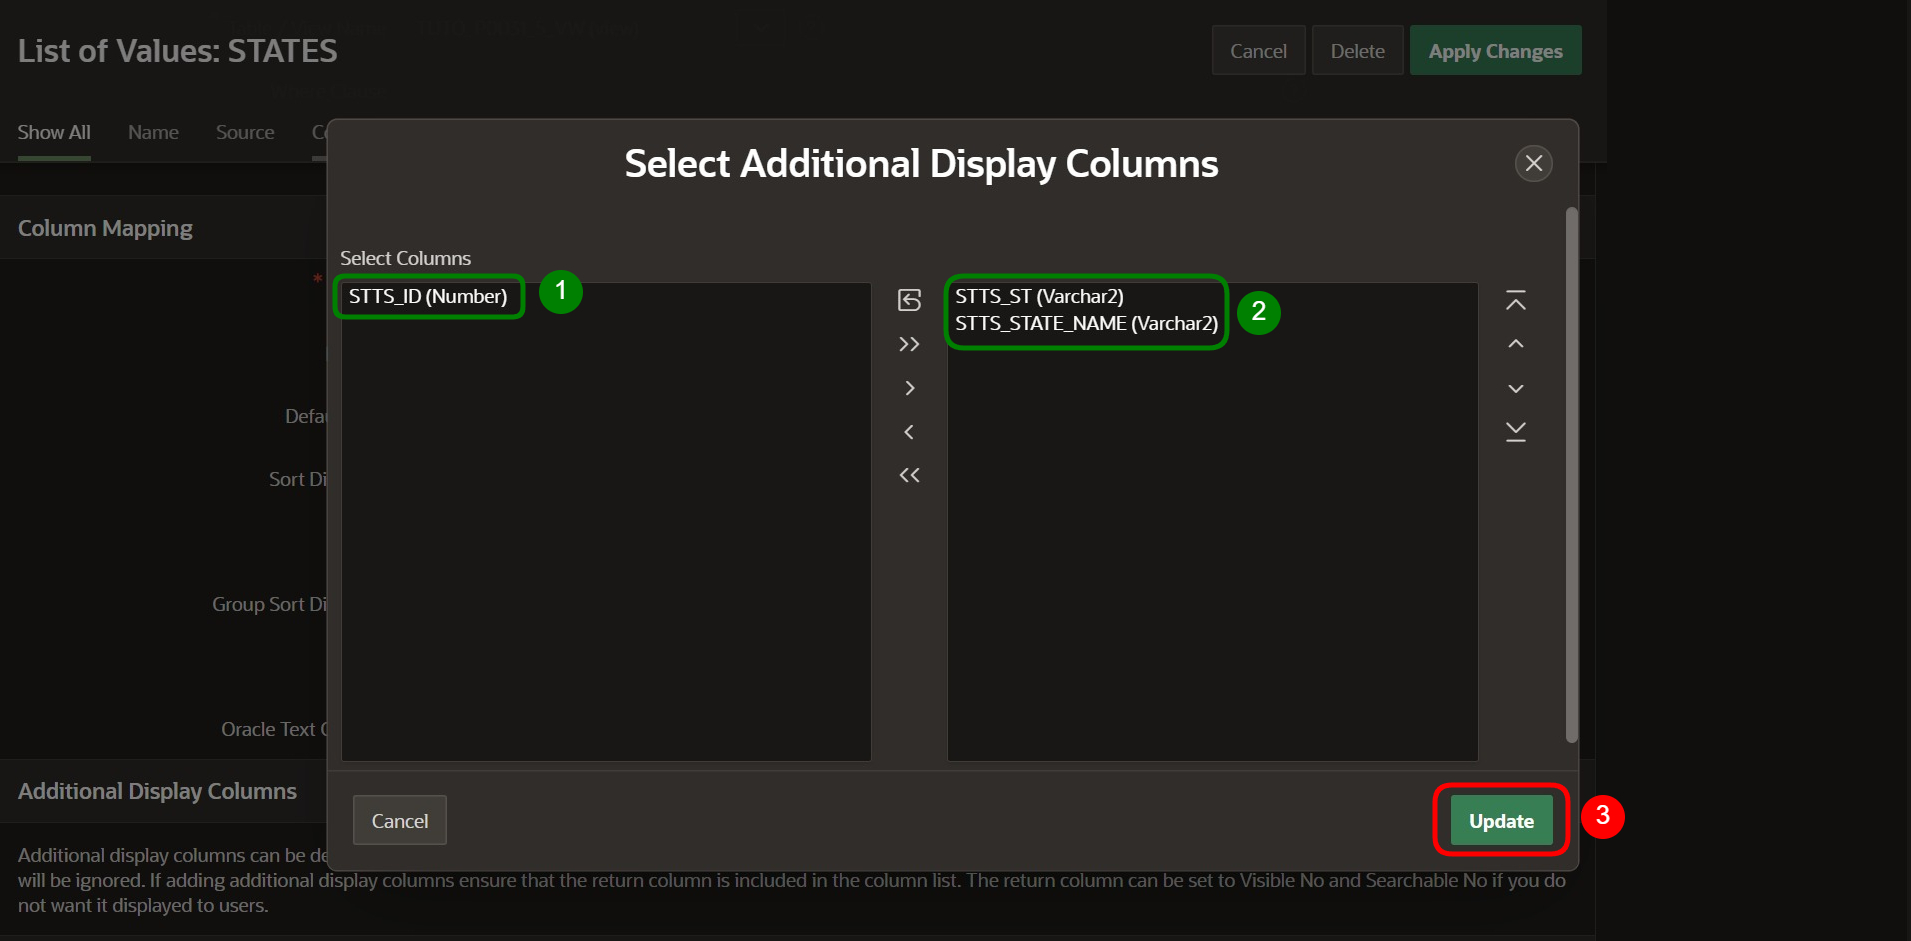 List of Values: STATES
Cancel
Delete
Apply Changes
Show All
Name
Source
Select Additional Display Columns
Column Mapping
Select Columns
*
STTS_ID (Number)
1
STTS_ST (Varchar2)
STTS_STATE_NAME (Varchar2)
2
Defau
Sort Di
Group Sort Di
Oracle Text
Additional Display Columns
Cancel
Update
3
Additional display columns can be de
will be ignored. If adding additional display columns ensure that the return column is included in the column list. The return column can be set to Visible No and Searchable No if you do
not want it displayed to users.